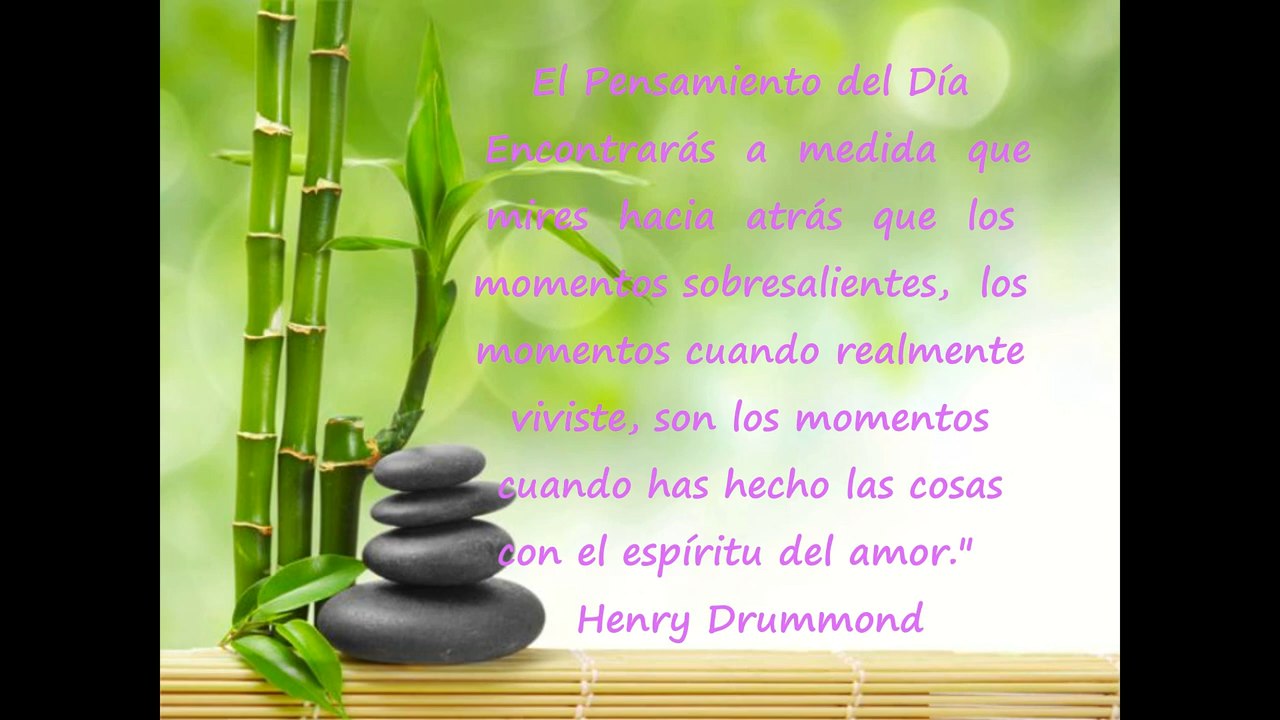 El Pensamiento del Día
Encontrarás a medida que
mires hacia atrás que los
momentos sobresalientes, los
momentos cuando realmente
viviste, son los momentos
cuando has hecho las cosas
con el espíritu del amor."
Henry Drummond